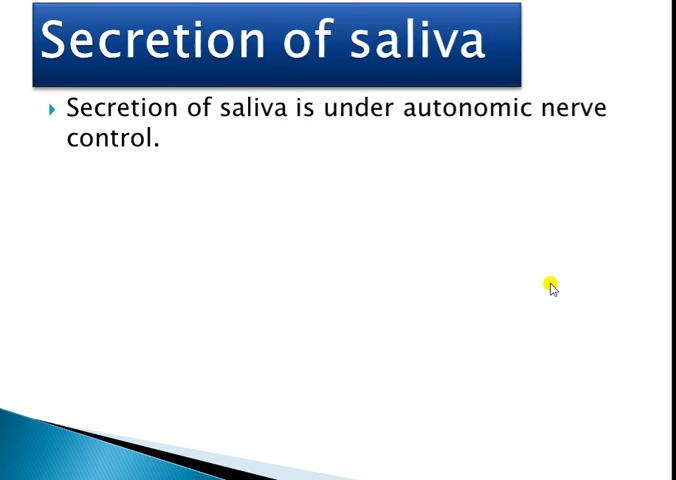 Secretion of saliva
Secretion of saliva is under autonomic nerve
control.